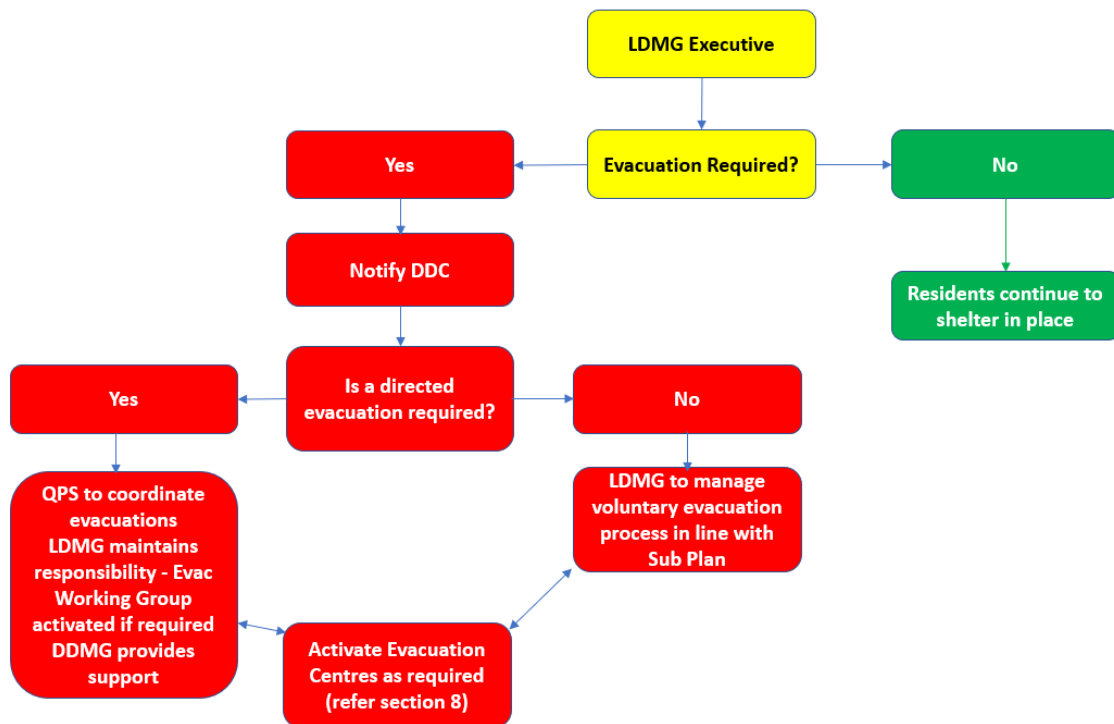 LDMG Executive
Yes
Evacuation Required?
No
Notify DDC
Residents continue to
shelter in place
Yes
Is a directed
evacuation required?
No
QPS to coordinate
evacuations
LDMG maintains
responsibility - Evac
Working Group
activated if required
DDMG provides
support
LDMG to manage
voluntary evacuation
process in line with
Sub Plan
Activate Evacuation
Centres as required
(refer section 8)